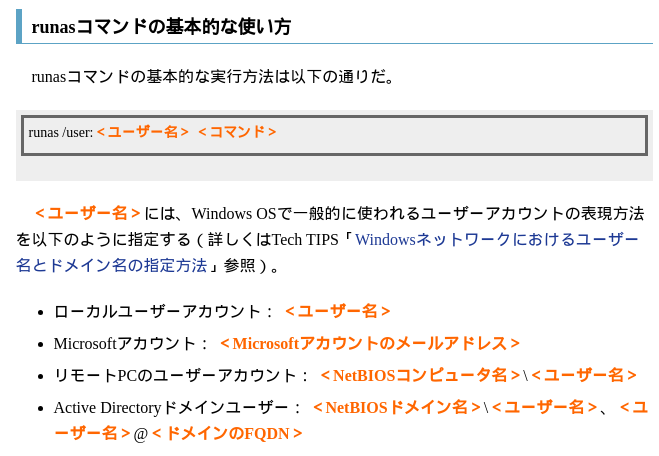 runasコマンドの基本的な使い方
runasコマンドの基本的な実行方法は以下の通りだ。
runas /user:＜ユーザー名＞ ＜コマンド＞
＜ユーザー名＞には、Windows OSで一般的に使われるユーザーアカウントの表現方法
を以下のように指定する（詳しくはTech TIPS「Windowsネットワークにおけるユーザー
名とドメイン名の指定方法」参照）。
• ローカルユーザーアカウント： ＜ユーザー名＞
• Microsoftアカウント： ＜Microsoftアカウントのメールアドレス＞
• リモートPCのユーザーアカウント： ＜NetBIOSコンピュータ名＞\＜ユーザー名＞
• Active Directoryドメインユーザー： ＜NetBIOSドメイン名＞\＜ユーザー名＞、＜ユ
ーザー名＞@＜ドメインのFQDN＞